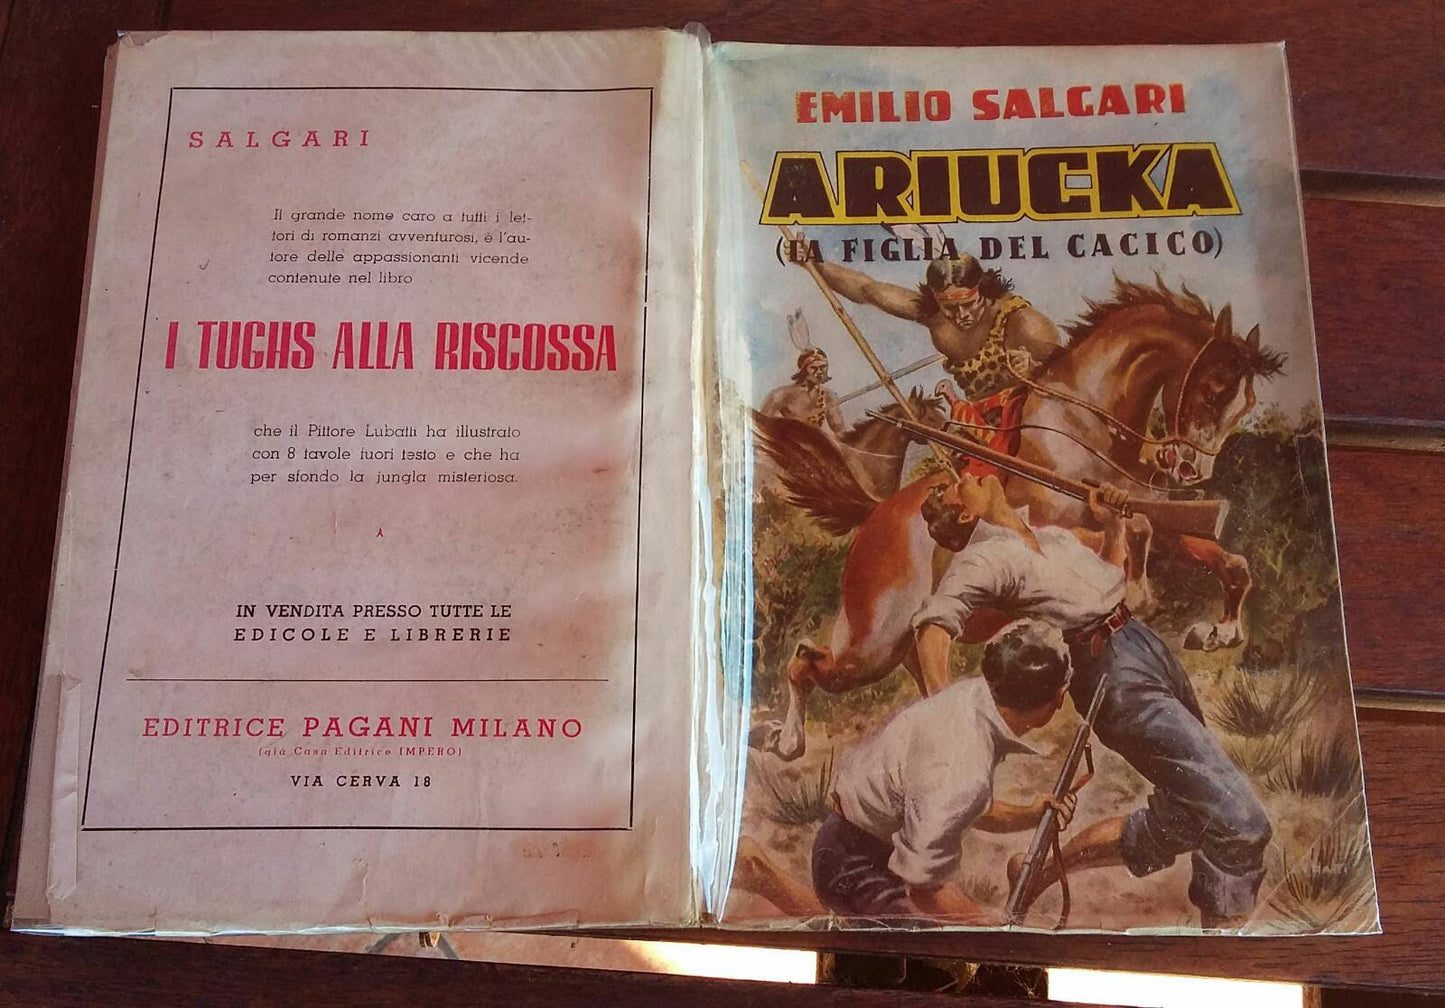 SALGARI
Il grande nome caro a tutti i let-
tori di romanzi avventurosi, è l'au-
tore delle appassionanti vicende
contenute nel libro
I TUGHS ALLA RISCOSSA
che il Pittore Lubatti ha illustrato
con 8 tavole fuori testo e che ha
per sfondo la jungla misteriosa.
IN VENDITA PRESSO TUTTE LE
EDICOLE E LIBRERIE
EDITRICE PAGANI MILANO
(già Casa Editrice IMPERO)
VIA CERVA 18
EMILIO SALGARI
ARIUCKA
(LA FIGLIA DEL CACICO)